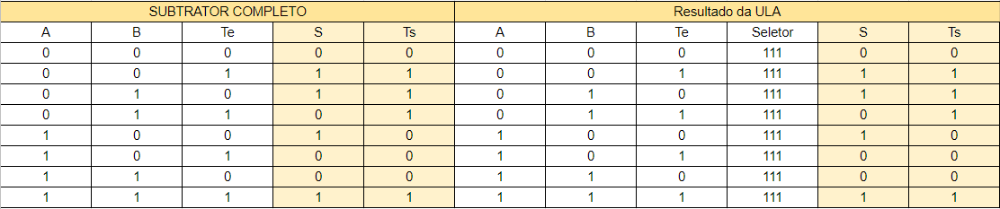 SUBTRATOR COMPLETO Resultado da ULA
A B Te S Ts A B Te Seletor S Ts
0 0 0 0 0 0 0 0 111 0 0
0 0 1 1 1 0 0 1 111 1 1
0 1 0 1 1 0 1 0 111 1 1
0 1 1 0 1 0 1 1 111 0 1
1 0 0 1 0 1 0 0 111 1 0
1 0 1 0 0 1 0 1 111 0 0
1 1 0 0 0 1 1 0 111 0 0
1 1 1 1 1 1 1 1 111 1 1